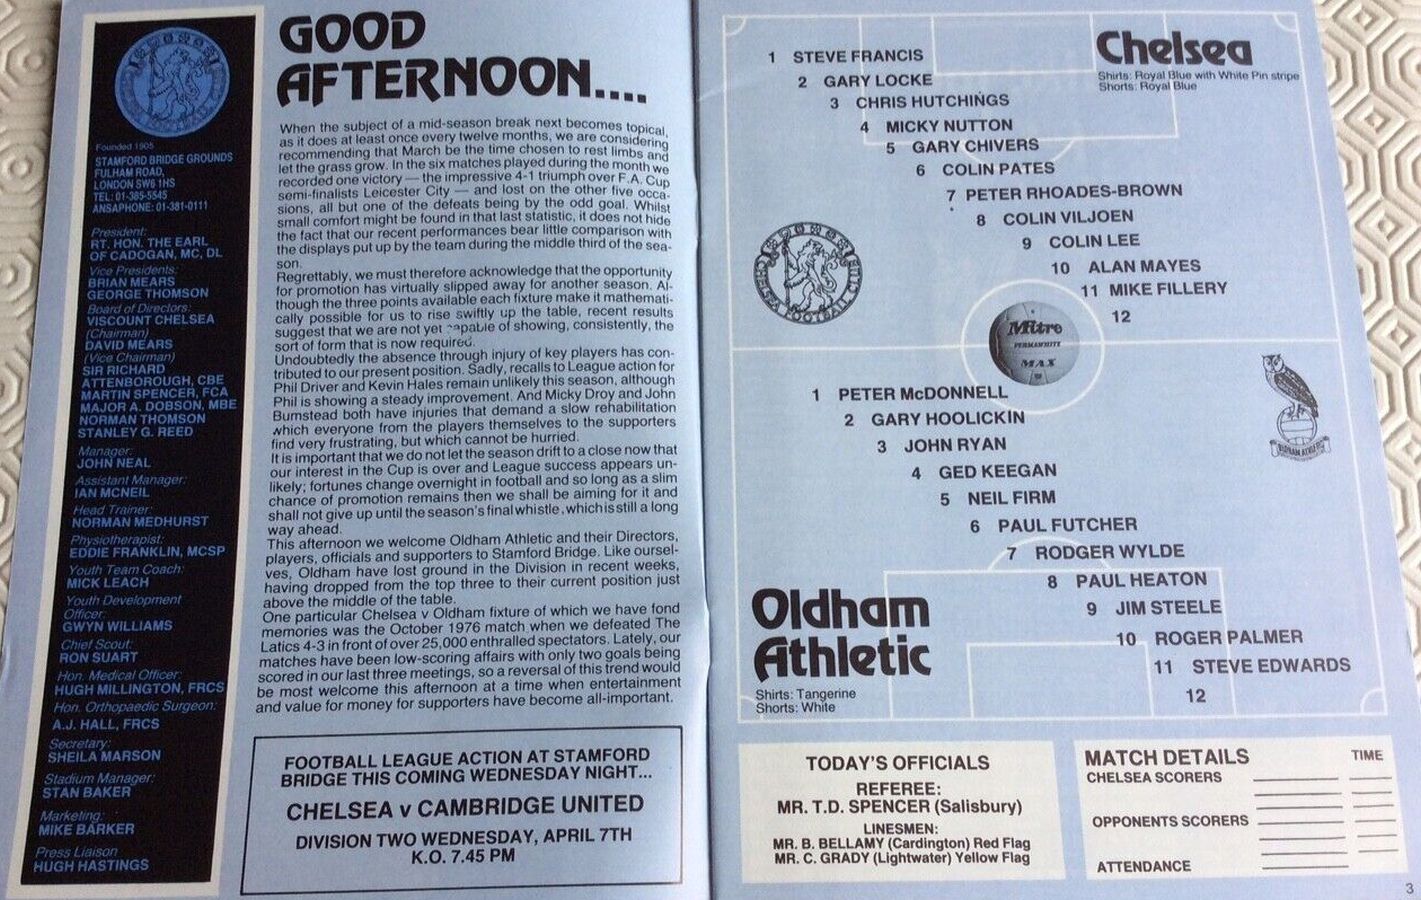 Founded 1905
STAMFORD BRIDGE GROUNDS
FULHAM ROAD,
LONDON SW6 1HS
TEL: 01-385-5545
ANSAPHONE: 01-381-0111
President:
RT. HON. THE EARL
OF CADOGAN, MC, DL
Vice Presidents:
BRIAN MEARS
GEORGE THOMSON
Board of Directors:
VISCOUNT CHELSEA
(Chairman)
DAVID MEARS
(Vice Chairman)
SIR RICHARD
ATTENBOROUGH, CBE
MARTIN SPENCER, FCA
MAJOR A. DOBSON, MBE
NORMAN THOMSON
STANLEY G. REED
Manager:
JOHN NEAL
Assistant Manager:
IAN MCNEIL
Head Trainer:
NORMAN MEDHURST
Physiotherapist:
EDDIE FRANKLIN, MCSP
Youth Team Coach:
MICK LEACH
Youth Development
Officer:
GWYN WILLIAMS
Chief Scout:
RON SUART
Hon. Medical Officer:
HUGH MILLINGTON, FRCS
Hon. Orthopaedic Surgeon:
A.J. HALL, FRCS
Secretary:
SHEILA MARSON
Stadium Manager:
STAN BAKER
Marketing:
MIKE BARKER
Press Liaison
HUGH HASTINGS
GOOD
AFTERNOON....
When the subject of a mid-season break next becomes topical,
as it does at least once every twelve months, we are considering
recommending that March be the time chosen to rest limbs and
let the grass grow. In the six matches played during the month we
recorded one victory — the impressive 4-1 triumph over F.A. Cup
semi-finalists Leicester City — and lost on the other five occa-
sions, all but one of the defeats being by the odd goal. Whilst
small comfort might be found in that last statistic, it does not hide
the fact that our recent performances bear little comparison with
the displays put up by the team during the middle third of the sea-
son.
Regrettably, we must therefore acknowledge that the opportunity
for promotion has virtually slipped away for another season. Al-
though the three points available each fixture make it mathemati-
cally possible for us to rise swiftly up the table, recent results
suggest that we are not yet capable of showing, consistently, the
sort of form that is now required.
Undoubtedly the absence through injury of key players has con-
tributed to our present position. Sadly, recalls to League action for
Phil Driver and Kevin Hales remain unlikely this season, although
Phil is showing a steady improvement. And Micky Droy and John
Bumstead both have injuries that demand a slow rehabilitation
which everyone from the players themselves to the supporters
find very frustrating, but which cannot be hurried.
It is important that we do not let the season drift to a close now that
our interest in the Cup is over and League success appears un-
likely; fortunes change overnight in football and so long as a slim
chance of promotion remains then we shall be aiming for it and
shall not give up until the season's final whistle, which is still a long
way ahead.
This afternoon we welcome Oldham Athletic and their Directors,
players, officials and supporters to Stamford Bridge. Like oursel-
ves, Oldham have lost ground in the Division in recent weeks,
having dropped from the top three to their current position just
above the middle of the table.
One particular Chelsea v Oldham fixture of which we have fond
memories was the October 1976 match when we defeated The
Latics 4-3 in front of over 25,000 enthralled spectators. Lately, our
matches have been low-scoring affairs with only two goals being
scored in our last three meetings, so a reversal of this trend would
be most welcome this afternoon at a time when entertainment
and value for money for supporters have become all-important.
FOOTBALL LEAGUE ACTION AT STAMFORD
BRIDGE THIS COMING WEDNESDAY NIGHT...
CHELSEA v CAMBRIDGE UNITED
DIVISION TWO WEDNESDAY, APRIL 7TH
K.O. 7.45 PM
Chelsea
Shirts: Royal Blue with White Pin stripe
Shorts: Royal Blue
1 STEVE FRANCIS
2 GARY LOCKE
3 CHRIS HUTCHINGS
4 MICKY NUTTON
5 GARY CHIVERS
6 COLIN PATES
7 PETER RHOADES-BROWN
8 COLIN VILJOEN
9 COLIN LEE
10 ALAN MAYES
11 MIKE FILLERY
12
CHELSEA FOOTBALL CLUB
Mitre
PERMAWHITE
MAX
1 PETER McDONNELL
2 GARY HOOLICKIN
3 JOHN RYAN
4 GED KEEGAN
5 NEIL FIRM
6 PAUL FUTCHER
7 RODGER WYLDE
8 PAUL HEATON
9 JIM STEELE
10 ROGER PALMER
11 STEVE EDWARDS
12
OLDHAM ATHLETIC
Oldham
Athletic
Shirts: Tangerine
Shorts: White
TODAY'S OFFICIALS
REFEREE:
MR. T.D. SPENCER (Salisbury)
LINESMEN:
MR. B. BELLAMY (Cardington) Red Flag
MR. C. GRADY (Lightwater) Yellow Flag
MATCH DETAILS TIME
CHELSEA SCORERS
OPPONENTS SCORERS
ATTENDANCE
3